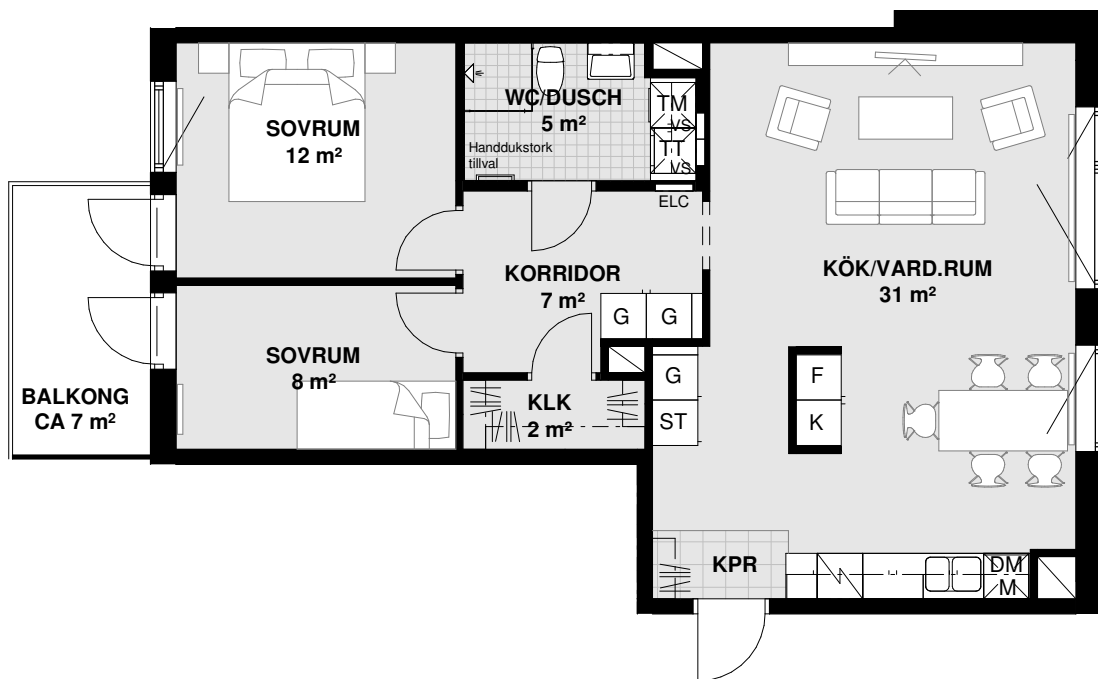 SOVRUM
12 m²
WC/DUSCH
5 m²
TM
VS
TT
VS
Handdukstork
tillval
ELC
KORRIDOR
7 m²
KÖK/VARD.RUM
31 m²
G
G
SOVRUM
8 m²
G
ST
F
K
BALKONG
CA 7 m²
KLK
2 m²
KPR
DM
M